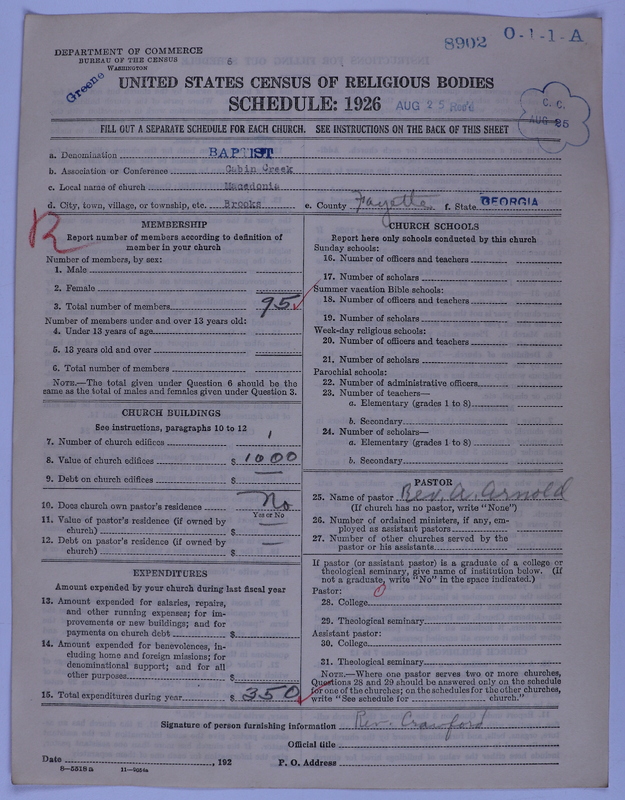 8902 O-1-1-A
DEPARTMENT OF COMMERCE
BUREAU OF THE CENSUS
WASHINGTON
6
Greene
UNITED STATES CENSUS OF RELIGIOUS BODIES
SCHEDULE: 1926 AUG 25 Rec'd
C. C.
AUG 25
FILL OUT A SEPARATE SCHEDULE FOR EACH CHURCH. SEE INSTRUCTIONS ON THE BACK OF THIS SHEET
a. Denomination BAPTIST
b. Association or Conference Cabin Creek
c. Local name of church Macedonia
d. City, town, village, or township, etc. Brooks e. County Fayette f. State GEORGIA
R
MEMBERSHIP
Report number of members according to definition of
member in your church
Number of members, by sex:
1. Male
2. Female
3. Total number of members 95
Number of members under and over 13 years old:
4. Under 13 years of age
5. 13 years old and over
6. Total number of members
NOTE.—The total given under Question 6 should be the
same as the total of males and females given under Question 3.
CHURCH BUILDINGS
See instructions, paragraphs 10 to 12
7. Number of church edifices 1
8. Value of church edifices $ 1000
9. Debt on church edifices $ —
10. Does church own pastor's residence No
Yes or No
11. Value of pastor's residence (if owned by
church) $ —
12. Debt on pastor's residence (if owned by
church) $ —
EXPENDITURES
Amount expended by your church during last fiscal year
13. Amount expended for salaries, repairs,
and other running expenses; for im-
provements or new buildings; and for
payments on church debt $
14. Amount expended for benevolences, in-
cluding home and foreign missions; for
denominational support; and for all
other purposes $
15. Total expenditures during year $ 350
CHURCH SCHOOLS
Report here only schools conducted by this church
Sunday schools:
16. Number of officers and teachers
17. Number of scholars
Summer vacation Bible schools:
18. Number of officers and teachers
19. Number of scholars
Week-day religious schools:
20. Number of officers and teachers
21. Number of scholars
Parochial schools:
22. Number of administrative officers
23. Number of teachers—
a. Elementary (grades 1 to 8)
b. Secondary
24. Number of scholars—
a. Elementary (grades 1 to 8)
b. Secondary
PASTOR
25. Name of pastor Rev. A. Arnold
(If church has no pastor, write "None")
26. Number of ordained ministers, if any, em-
ployed as assistant pastors
27. Number of other churches served by the
pastor or his assistants
If pastor (or assistant pastor) is a graduate of a college or
theological seminary, give name of institution below. (If
not a graduate, write "No" in the space indicated.)
Pastor: 0
28. College
29. Theological seminary
Assistant pastor:
30. College
31. Theological seminary
NOTE.—Where one pastor serves two or more churches,
Questions 28 and 29 should be answered only on the schedule
for one of the churches; on the schedules for the other churches,
write "See schedule for church."
Signature of person furnishing information Rev. Crawford
Official title
Date , 192 P. O. Address
8—5518a 11—9064a